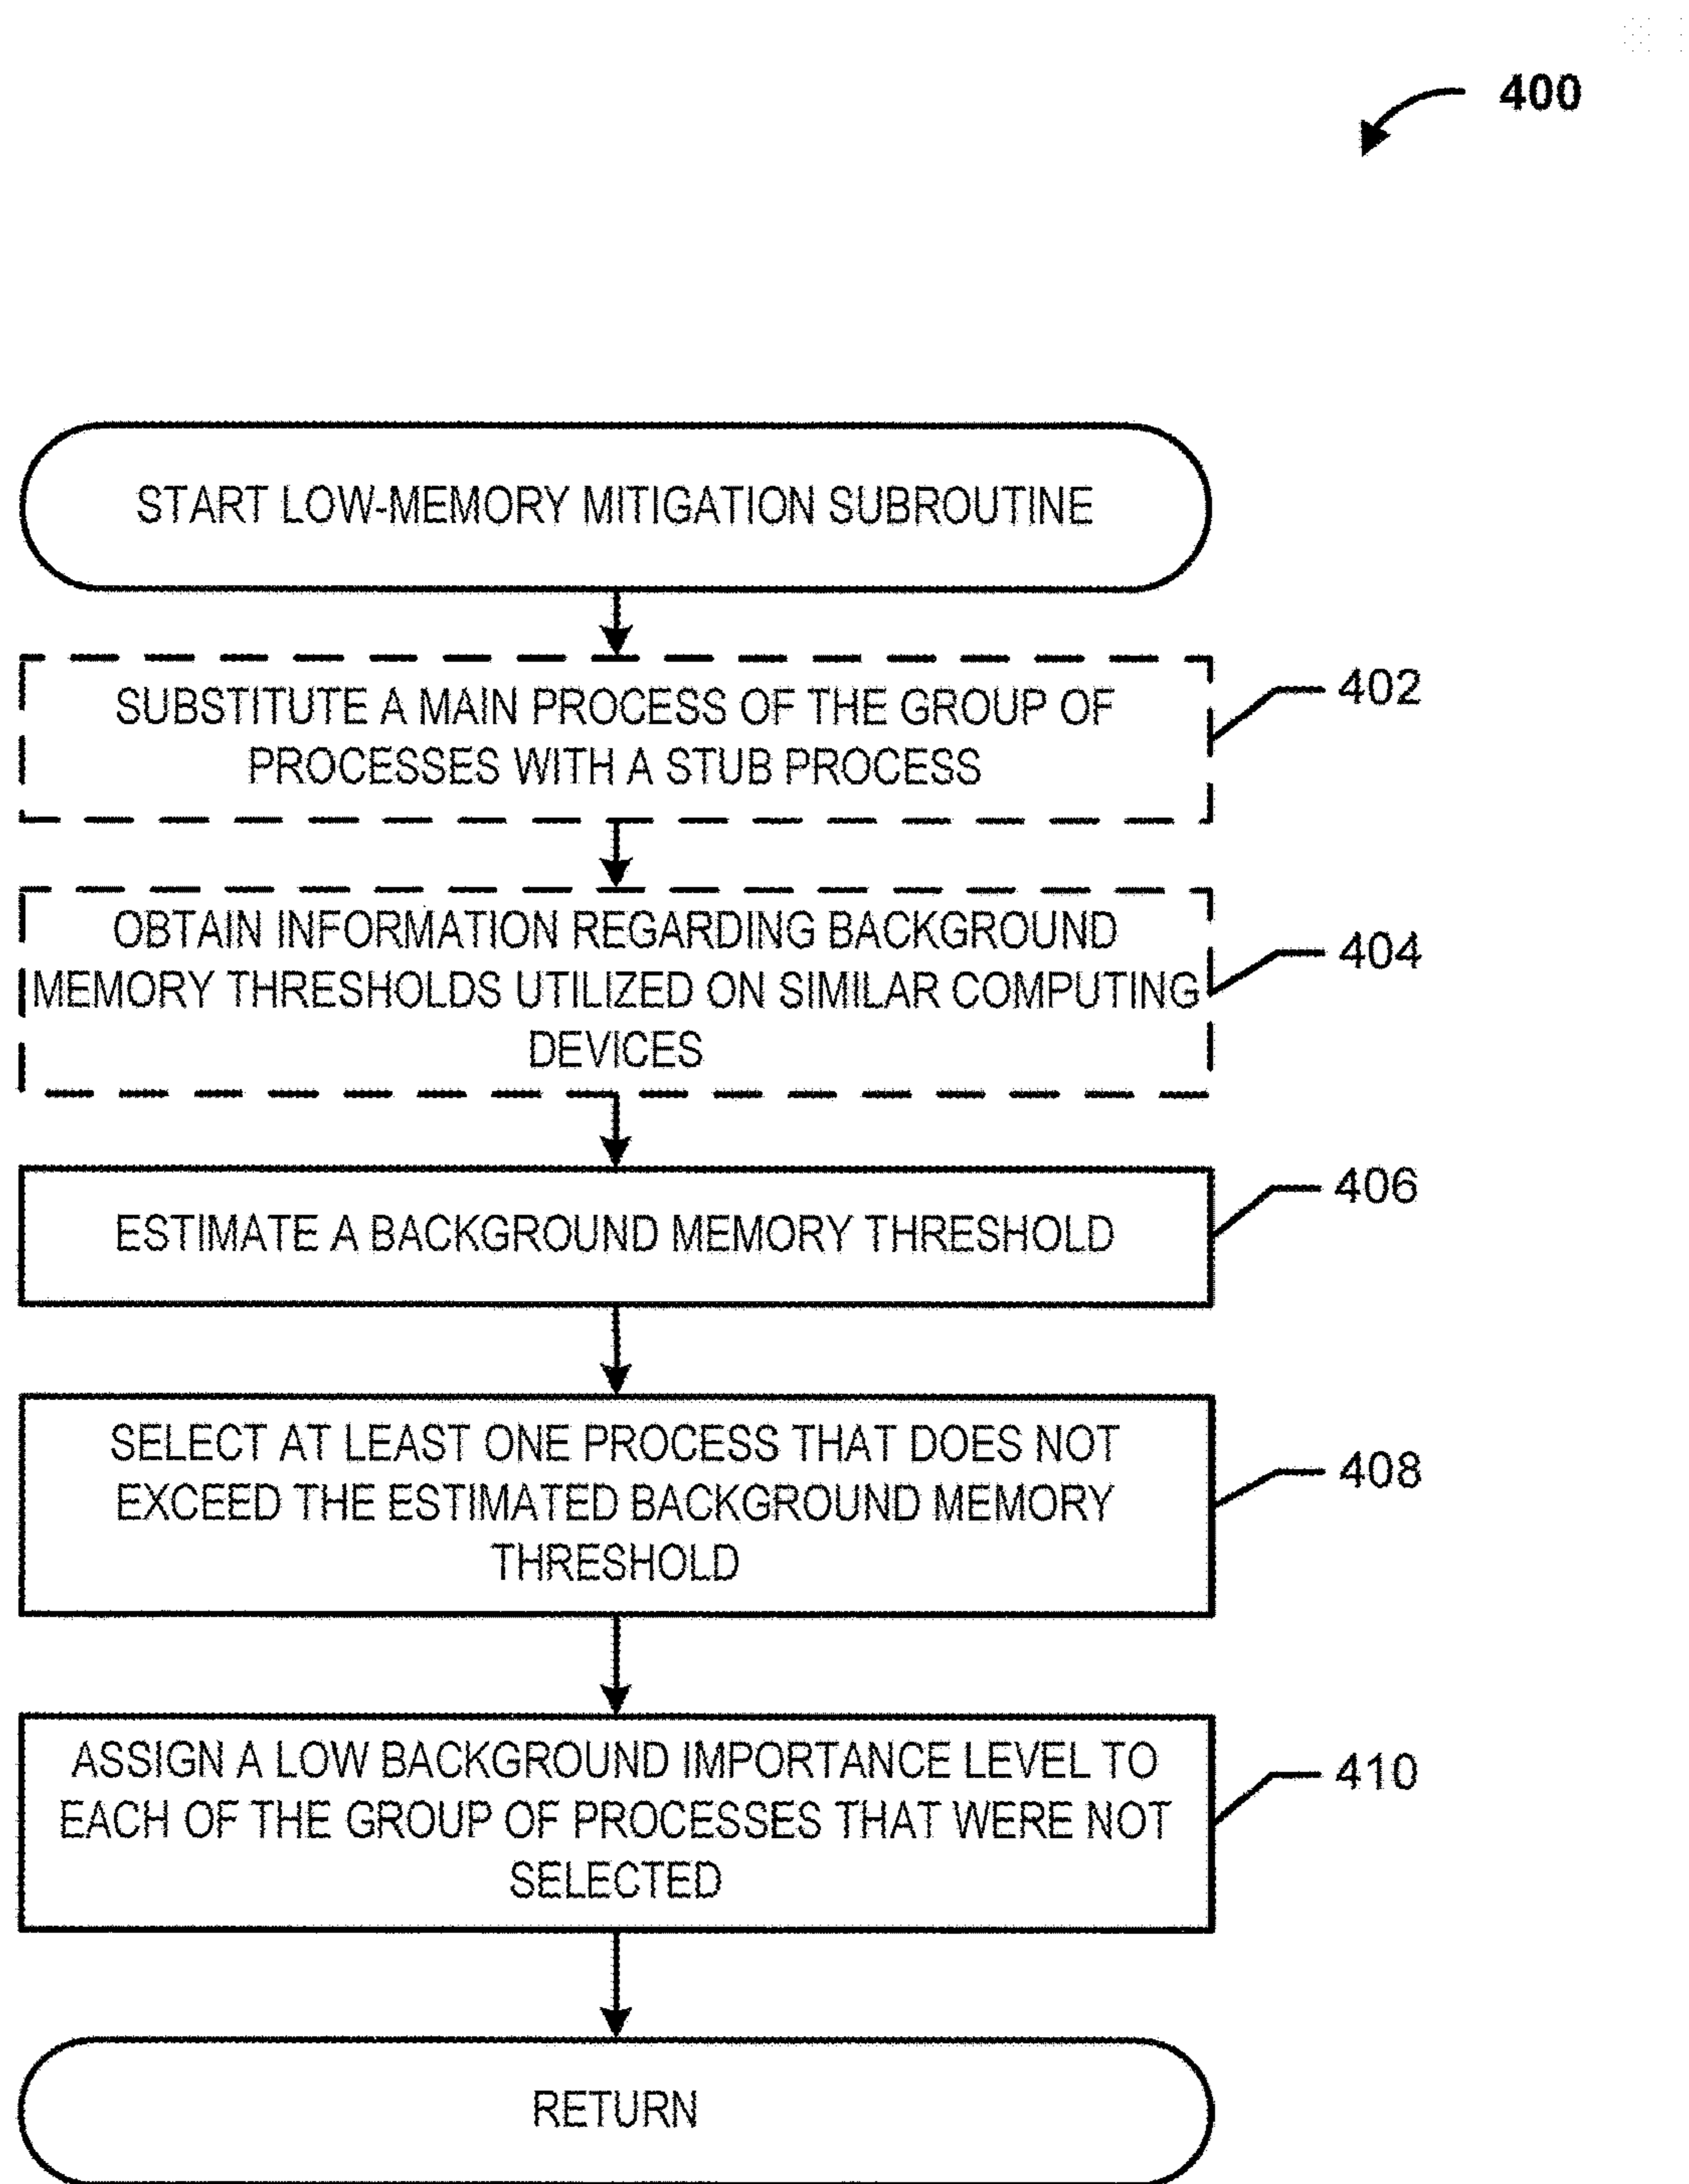 400
START LOW-MEMORY MITIGATION SUBROUTINE
SUBSTITUTE A MAIN PROCESS OF THE GROUP OF
PROCESSES WITH A STUB PROCESS
402
OBTAIN INFORMATION REGARDING BACKGROUND
MEMORY THRESHOLDS UTILIZED ON SIMILAR COMPUTING
DEVICES
404
ESTIMATE A BACKGROUND MEMORY THRESHOLD
406
SELECT AT LEAST ONE PROCESS THAT DOES NOT
EXCEED THE ESTIMATED BACKGROUND MEMORY
THRESHOLD
408
ASSIGN A LOW BACKGROUND IMPORTANCE LEVEL TO
EACH OF THE GROUP OF PROCESSES THAT WERE NOT
SELECTED
410
RETURN